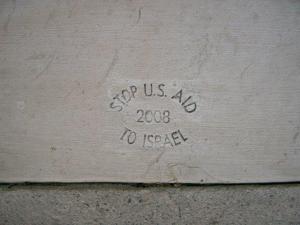 STOP U.S. AID
2008
TO ISRAEL